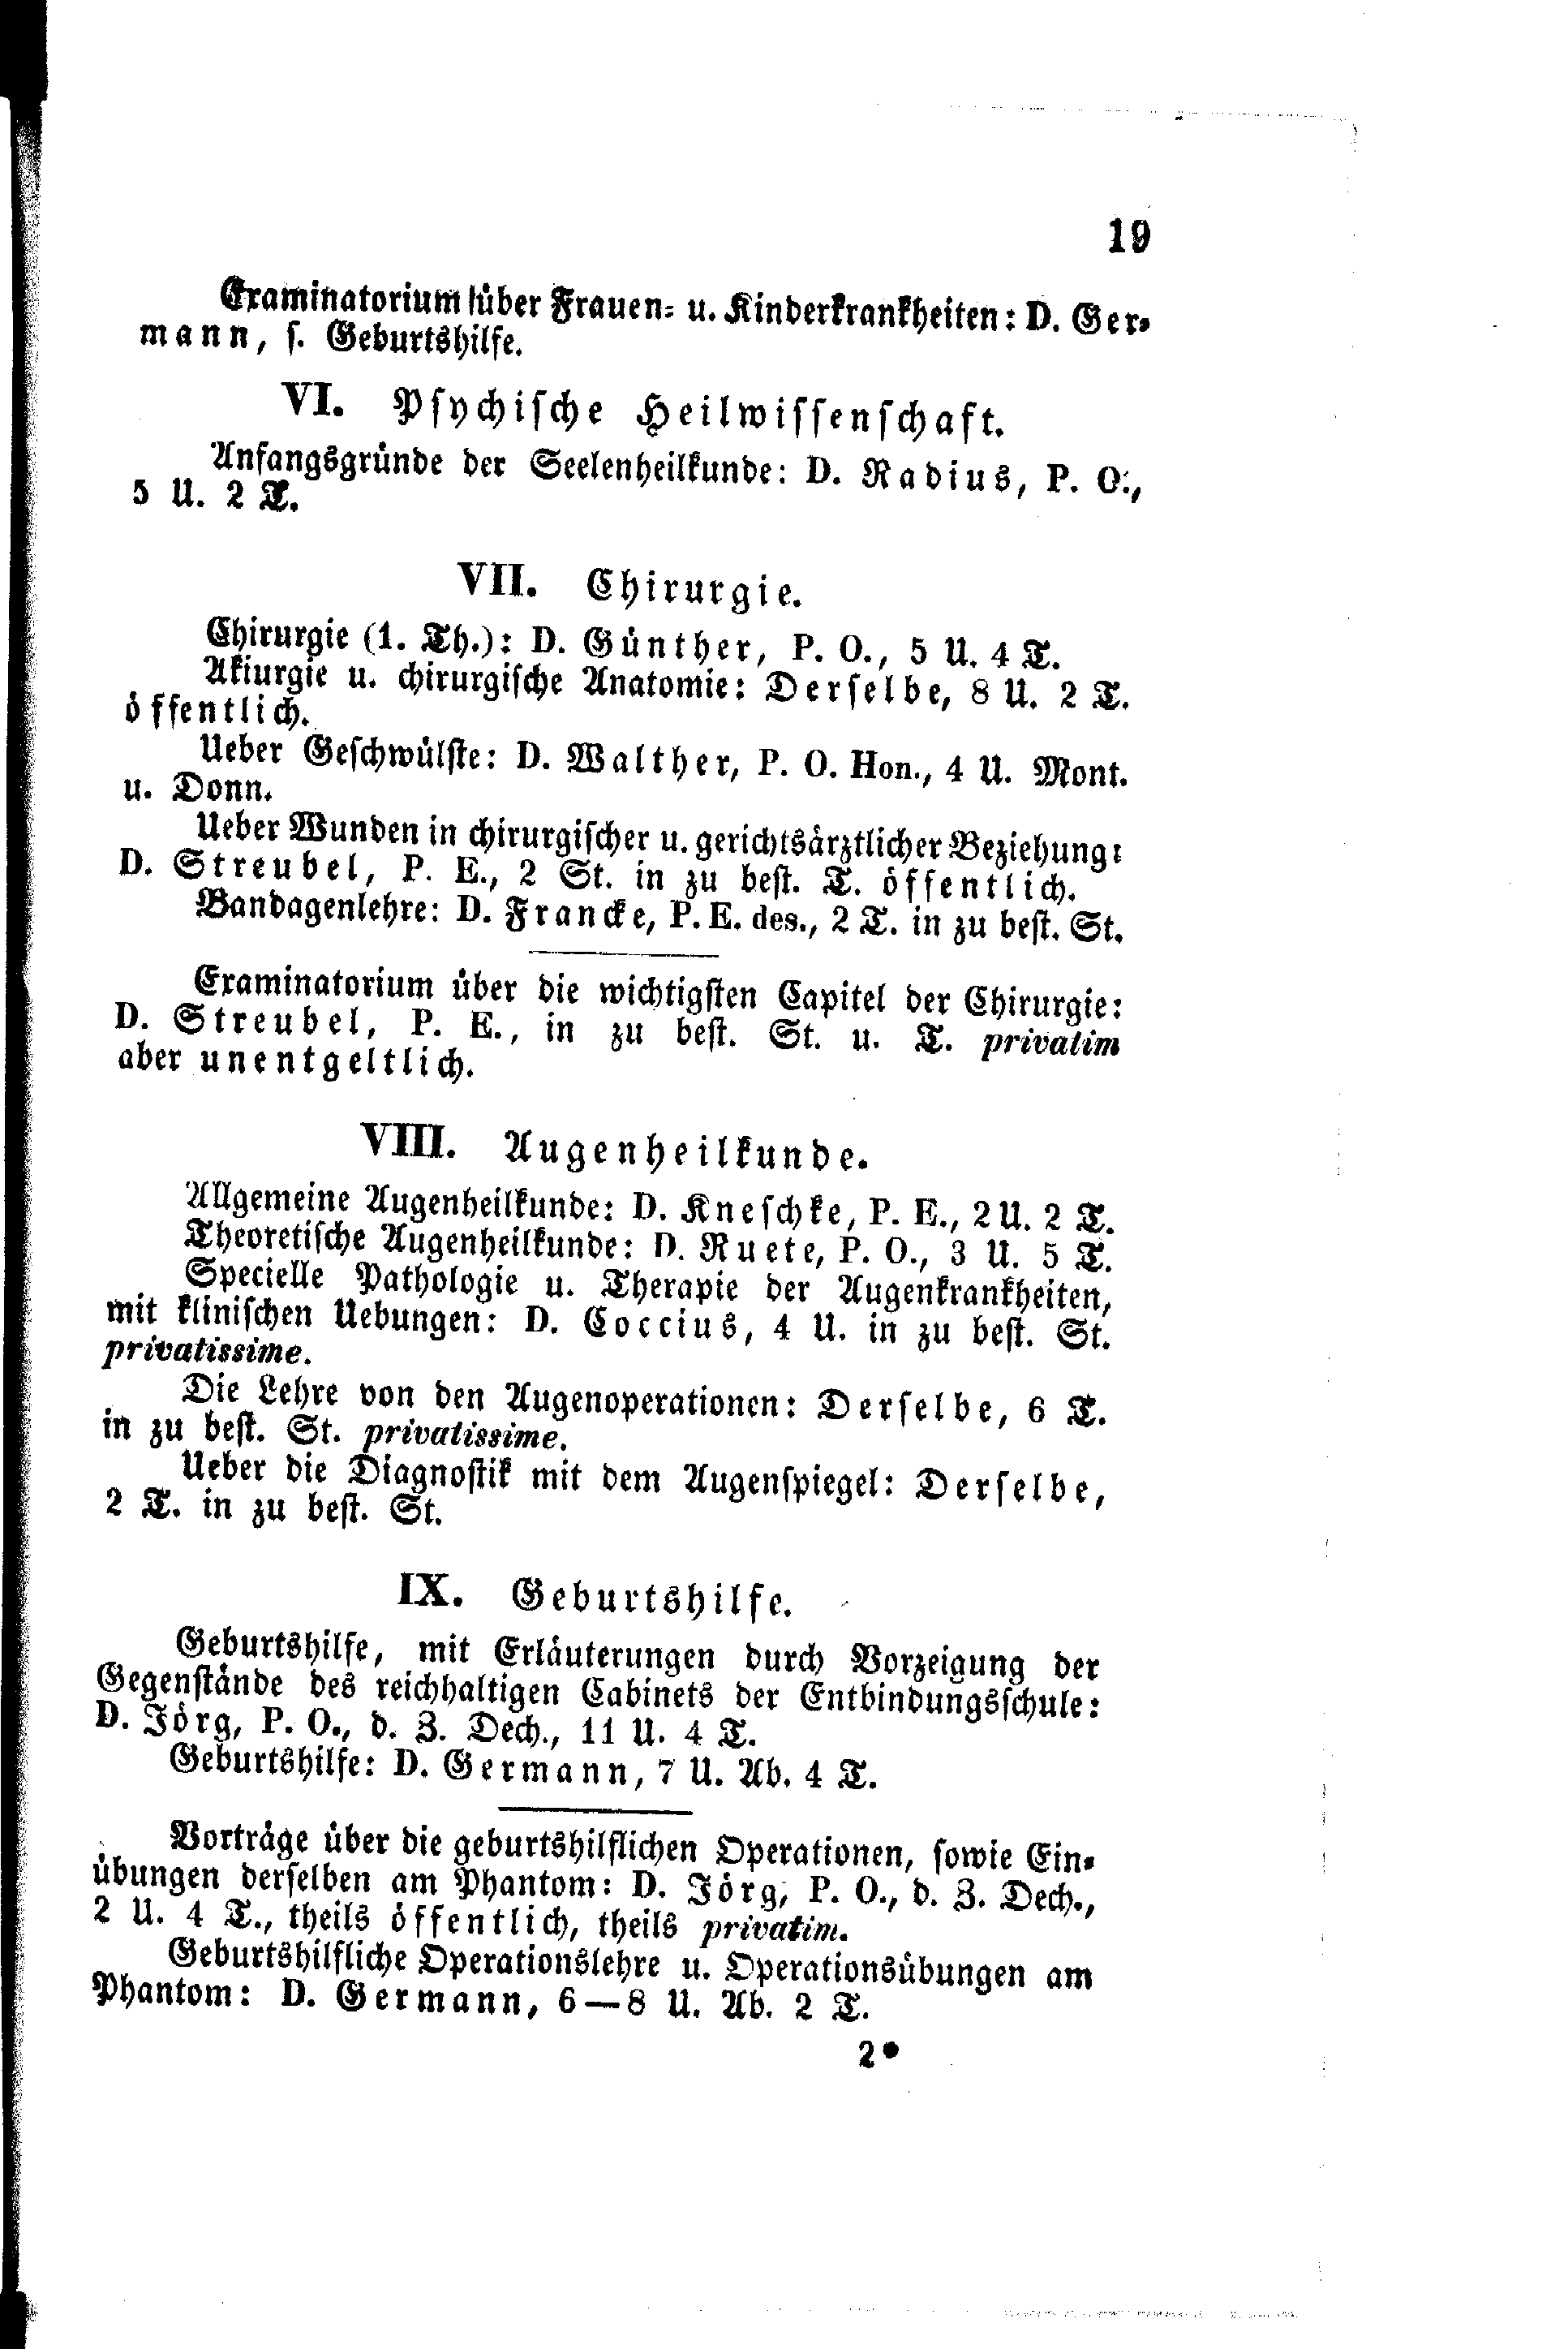 19
Examinatorium über Frauen- u. Kinderkrankheiten: D. Ger-
mann, s. Geburtshilfe.
VI. Psychische Heilwissenschaft.
Anfangsgründe der Seelenheilkunde: D. Radius, P. O.,
5 U. 2 T.
VII. Chirurgie.
Chirurgie (1. Th.): D. Günther, P. O., 5 U. 4 T.
Akiurgie u. chirurgische Anatomie: Derselbe, 8 U. 2 T.
öffentlich.
Ueber Geschwülste: D. Walther, P. O. Hon., 4 U. Mont.
u. Donn.
Ueber Wunden in chirurgischer u. gerichtsärztlicher Beziehung:
D. Streubel, P. E., 2 St. in zu best. T. öffentlich.
Bandagenlehre: D. Francke, P. E. des., 2 T. in zu best. St.
Examinatorium über die wichtigsten Capitel der Chirurgie:
D. Streubel, P. E., in zu best. St. u. T. privatim
aber unentgeltlich.
VIII. Augenheilkunde.
Allgemeine Augenheilkunde: D. Kneschke, P. E., 2 U. 2 T.
Theoretische Augenheilkunde: D. Ruete, P. O., 3 U. 5 T.
Specielle Pathologie u. Therapie der Augenkrankheiten,
mit klinischen Uebungen: D. Coccius, 4 U. in zu best. St.
privatissime.
Die Lehre von den Augenoperationen: Derselbe, 6 T.
in zu best. St. privatissime.
Ueber die Diagnostik mit dem Augenspiegel: Derselbe,
2 T. in zu best. St.
IX. Geburtshilfe.
Geburtshilfe, mit Erläuterungen durch Vorzeigung der
Gegenstände des reichhaltigen Cabinets der Entbindungsschule:
D. Jörg, P. O., d. Z. Dech., 11 U. 4 T.
Geburtshilfe: D. Germann, 7 U. Ab. 4 T.
Vorträge über die geburtshilflichen Operationen, sowie Ein-
übungen derselben am Phantom: D. Jörg, P. O., d. Z. Dech.,
2 U. 4 T., theils öffentlich, theils privatim.
Geburtshilfliche Operationslehre u. Operationsübungen am
Phantom: D. Germann, 6—8 U. Ab. 2 T.
2*